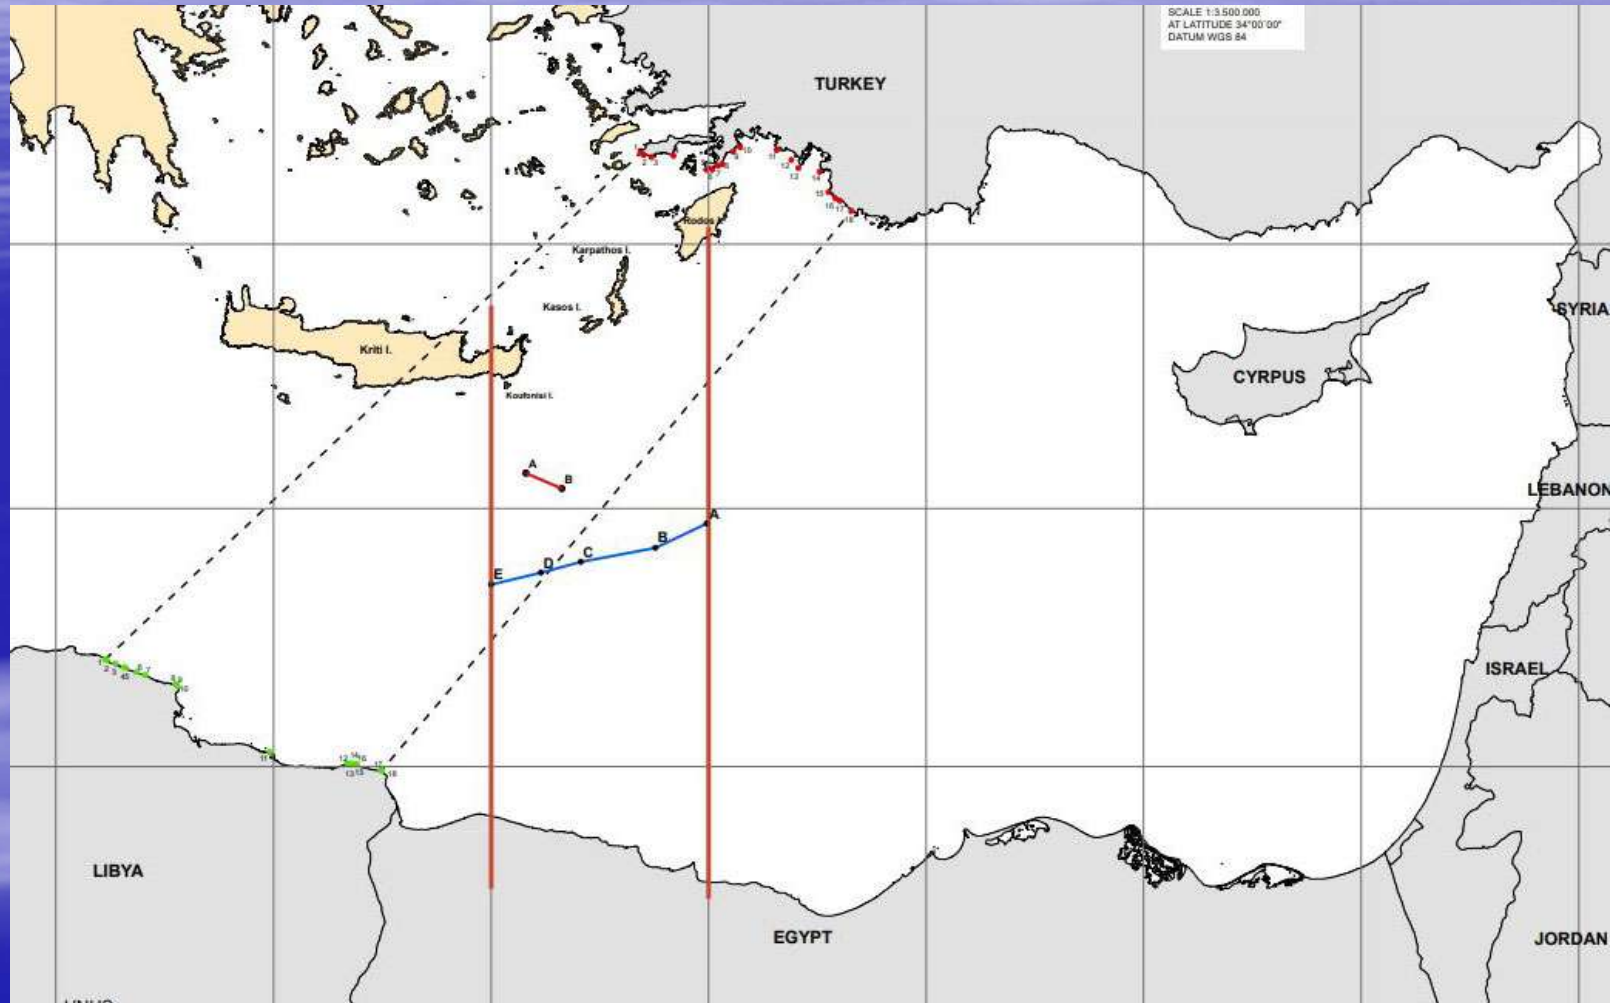 SCALE 1:3.500.000
AT LATITUDE 34°00'00"
DATUM WGS 84
TURKEY
Rodos I.
Karpathos I.
Kasos I.
SYRIA
Kriti I.
CYRPUS
Koufonisi I.
A
B
LEBANON
A
B
C
D
E
ISRAEL
LIBYA
EGYPT
JORDAN